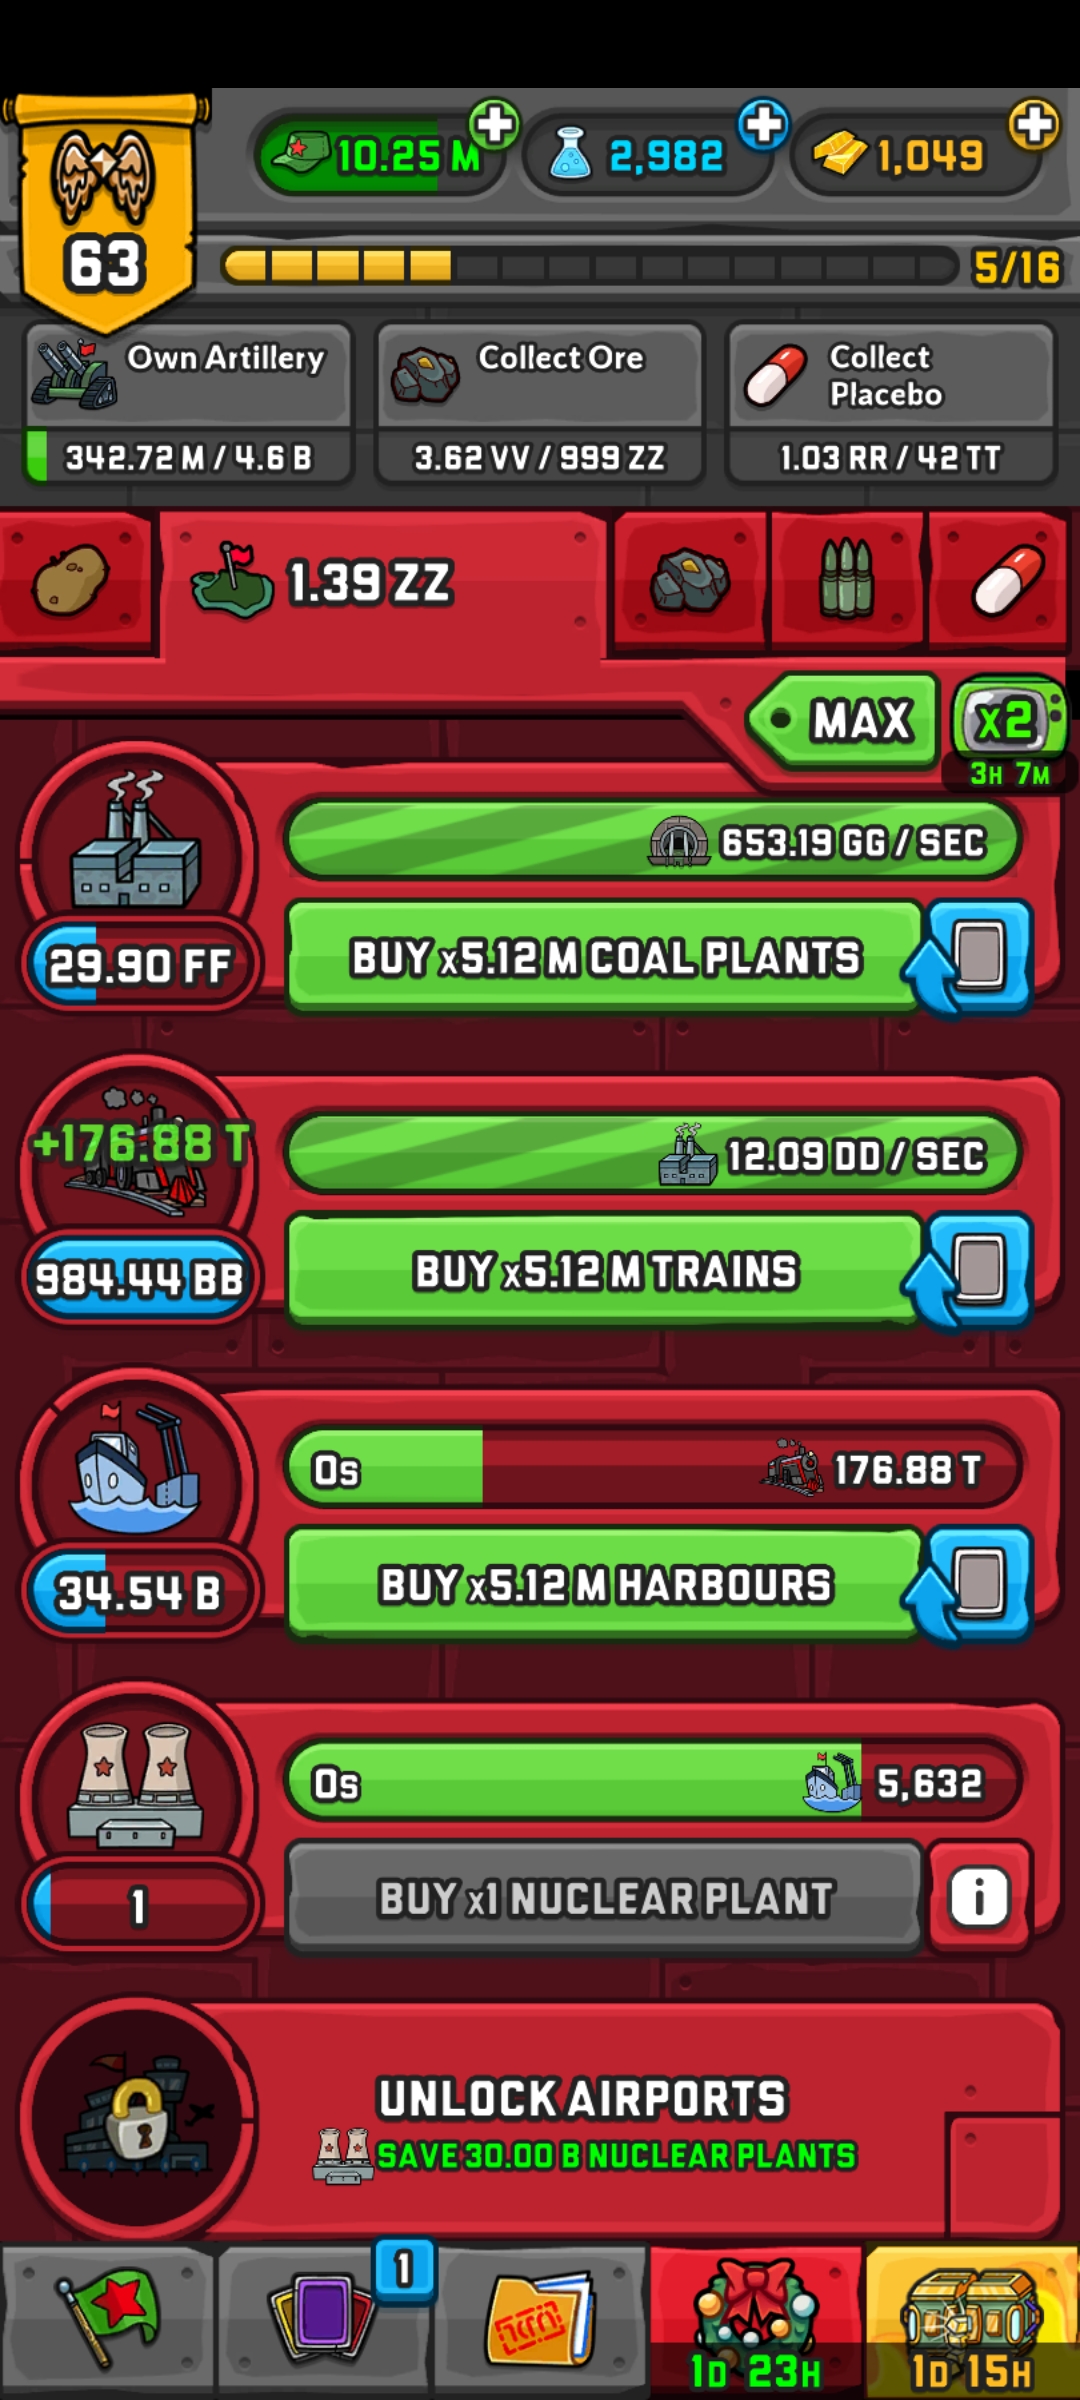 10.25 M
2,982
1,049
63
5/16
Own Artillery
342.72 M / 4.6 B
Collect Ore
3.62 VV / 999 ZZ
Collect
Placebo
1.03 RR / 42 TT
1.39 ZZ
MAX
x2
3H 7M
653.19 GG / SEC
29.90 FF
BUY x5.12 M COAL PLANTS
+176.88 T
12.09 DD / SEC
984.44 BB
BUY x5.12 M TRAINS
0s
176.88 T
34.54 B
BUY x5.12 M HARBOURS
0s
5,632
1
BUY x1 NUCLEAR PLANT
i
UNLOCK AIRPORTS
SAVE 30.00 B NUCLEAR PLANTS
1
1D 23H
1D 15H